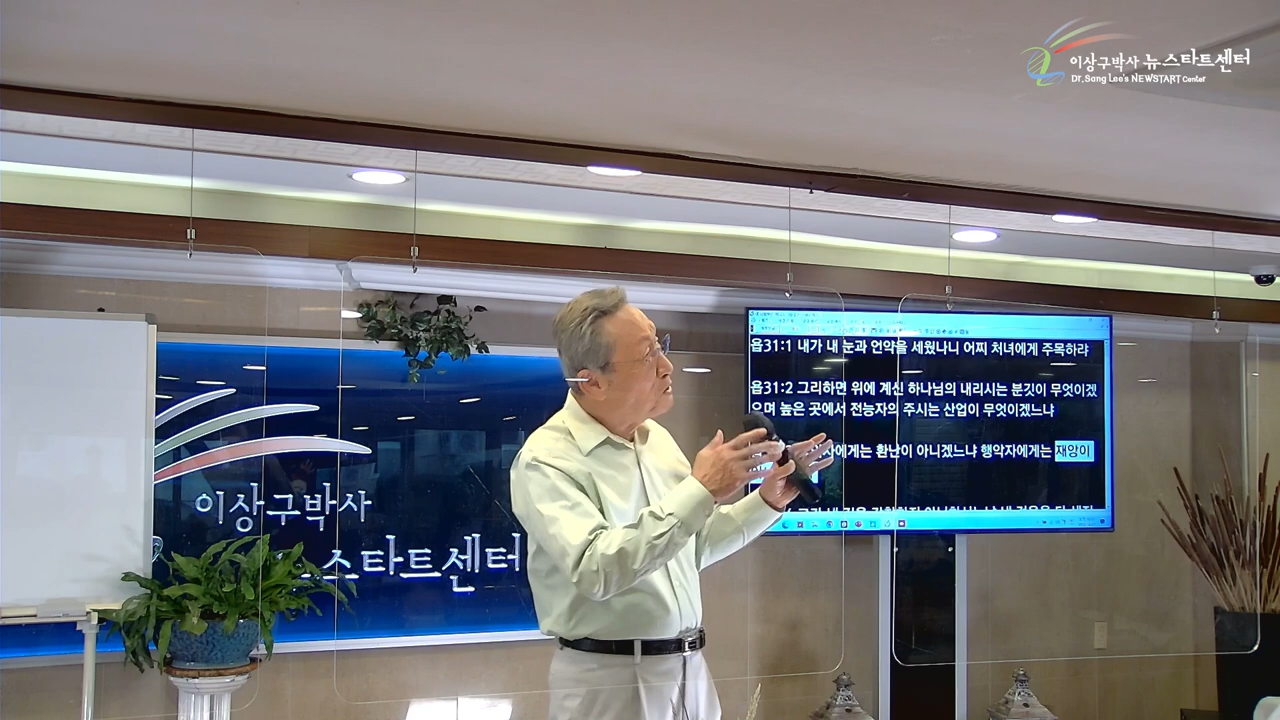 이상구박사 뉴스타트센터
Dr. Sang Lee's NEWSTART Center
욥31:1 내가 내 눈과 언약을 세웠나니 어찌 처녀에게 주목하랴
욥31:2 그리하면 위에 계신 하나님의 내리시는 분깃이 무엇이겠
으며 높은 곳에서 전능자의 주시는 산업이 무엇이겠느냐
자에게는 환난이 아니겠느냐 행악자에게는 재앙이
이상구박사
스타트센터